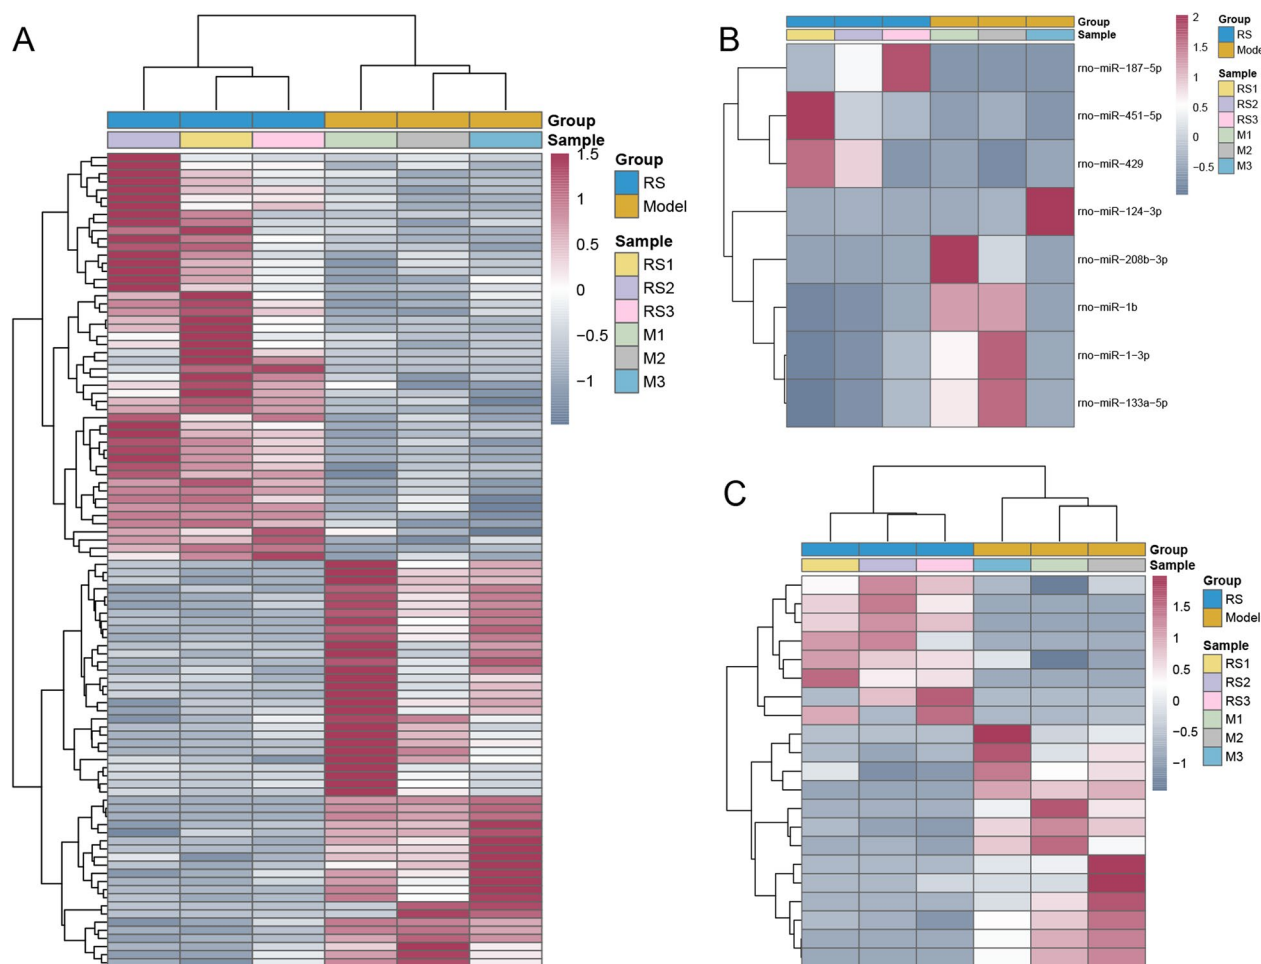 A
Group
Sample
1.5
1
0.5
0
−0.5
−1
Group
RS
Model
Sample
RS1
RS2
RS3
M1
M2
M3
B
Group
Sample
rno−miR−187−5p
rno−miR−451−5p
rno−miR−429
rno−miR−124−3p
rno−miR−208b−3p
rno−miR−1b
rno−miR−1−3p
rno−miR−133a−5p
2
1.5
1
0.5
0
−0.5
Group
RS
Mode
Sample
RS1
RS2
RS3
M1
M2
M3
C
Group
Sample
1.5
1
0.5
0
−0.5
−1
Group
RS
Model
Sample
RS1
RS2
RS3
M1
M2
M3